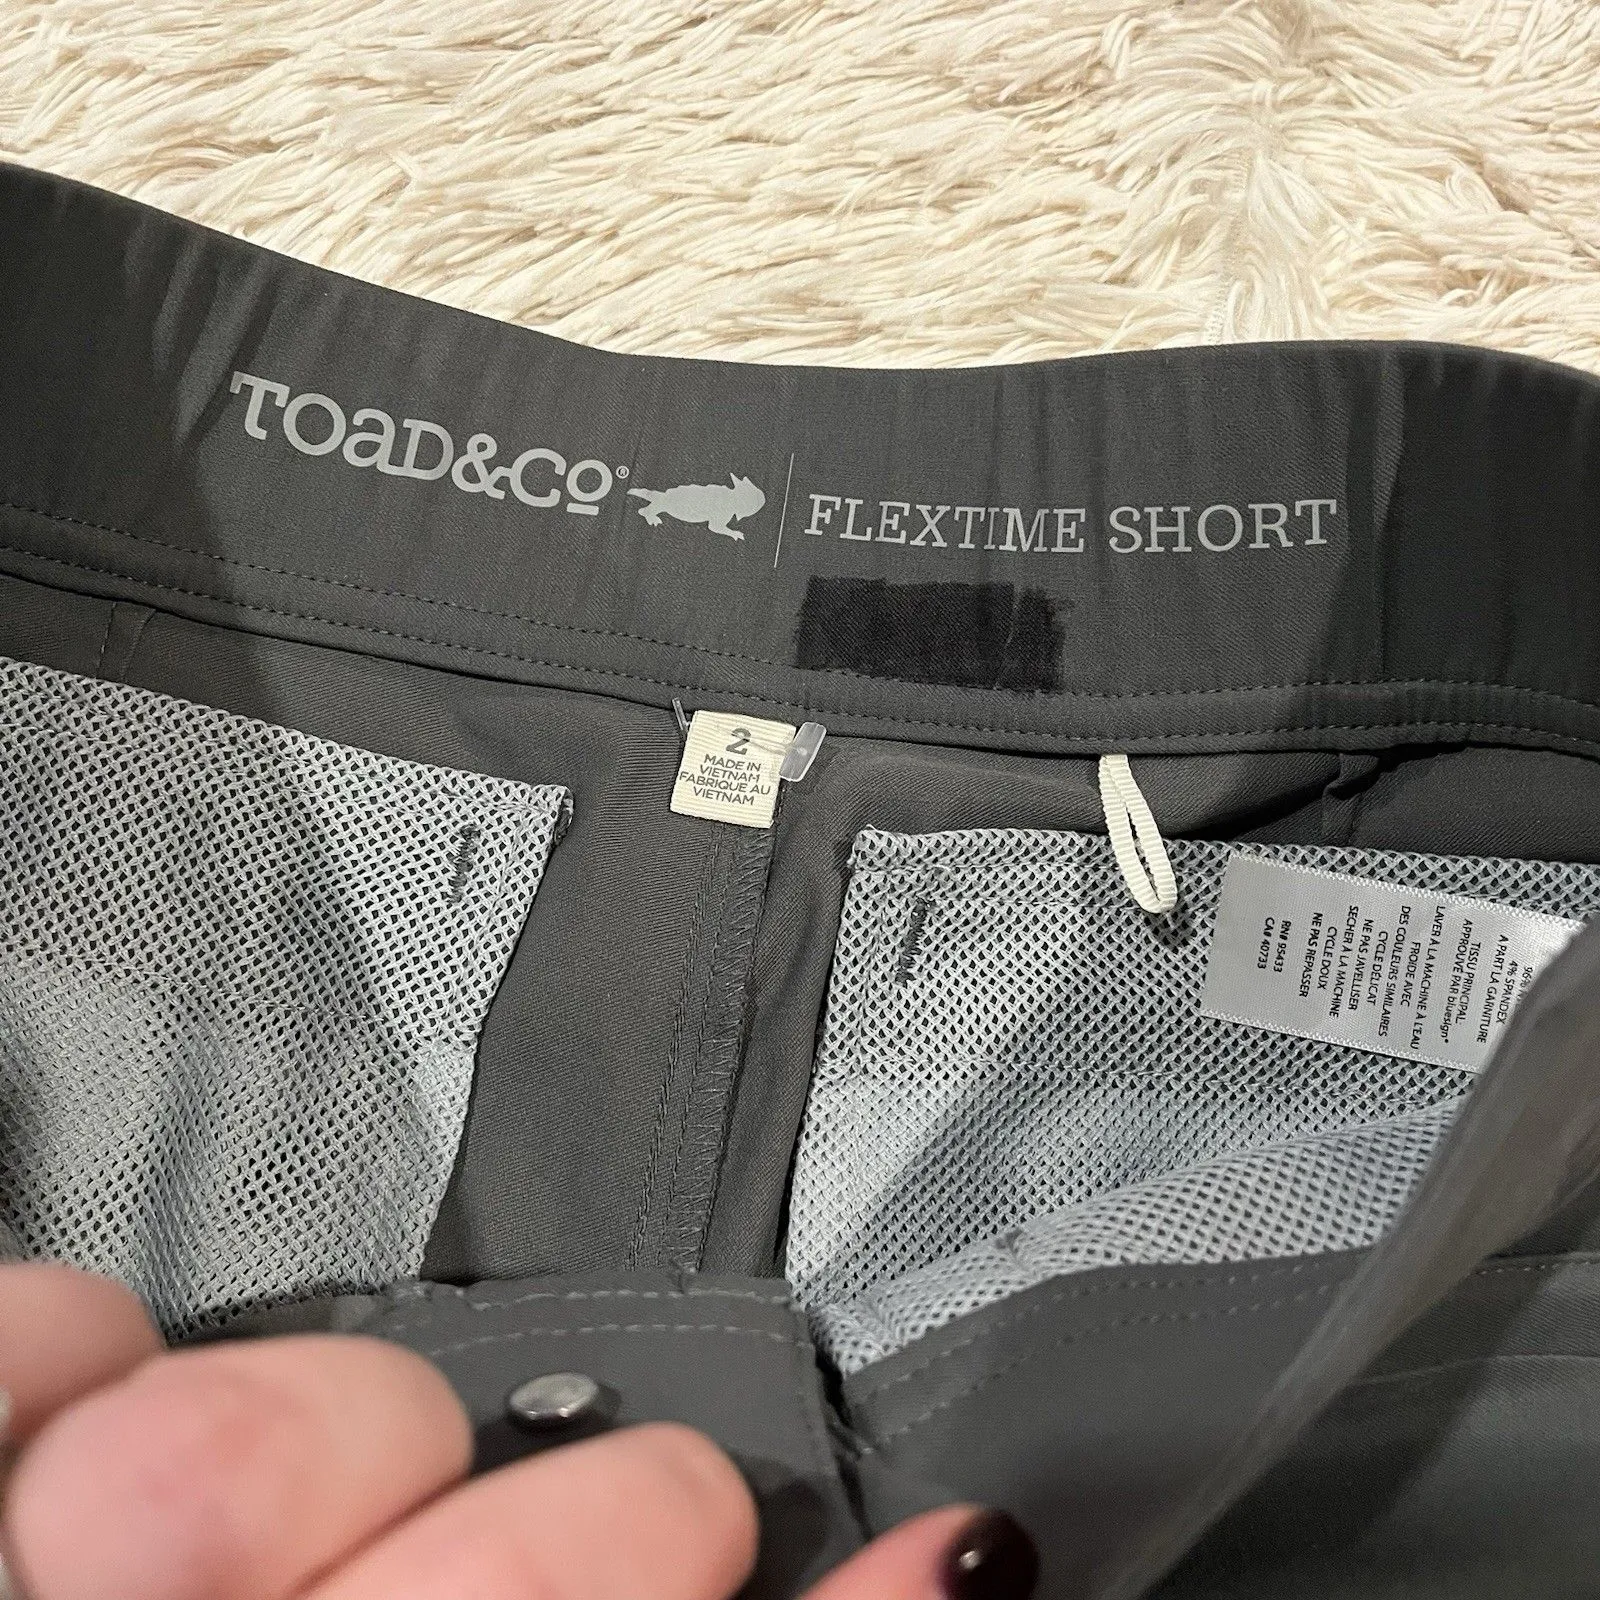 TOaD&Co®
FLEXTIME SHORT
2
MADE IN
VIETNAM
FABRIQUE AU
VIETNAM
96%
4% SPANDEX
A PART LA GARNITURE
TISSU PRINCIPAL
APPROUVÉ PAR bluesign®
LAVER À LA MACHINE À L'EAU
FROIDE AVEC
DES COULEURS SIMILAIRES
CYCLE DÉLICAT
NE PAS JAVELLISER
SÉCHER À LA MACHINE
CYCLE DOUX
NE PAS REPASSER
RN# 95433
CA# 40733